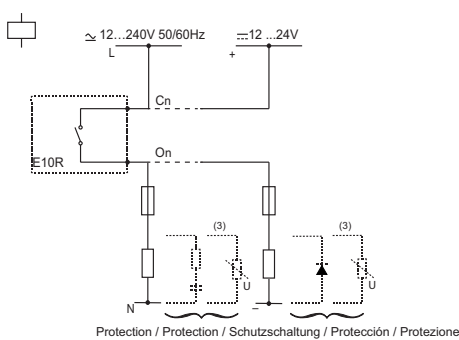 ≂ 12...240V 50/60Hz
⎓12 ...24V
L
+
Cn
On
E10R
(3)
(3)
U
U
N
–
Protection / Protection / Schutzschaltung / Protección / Protezione